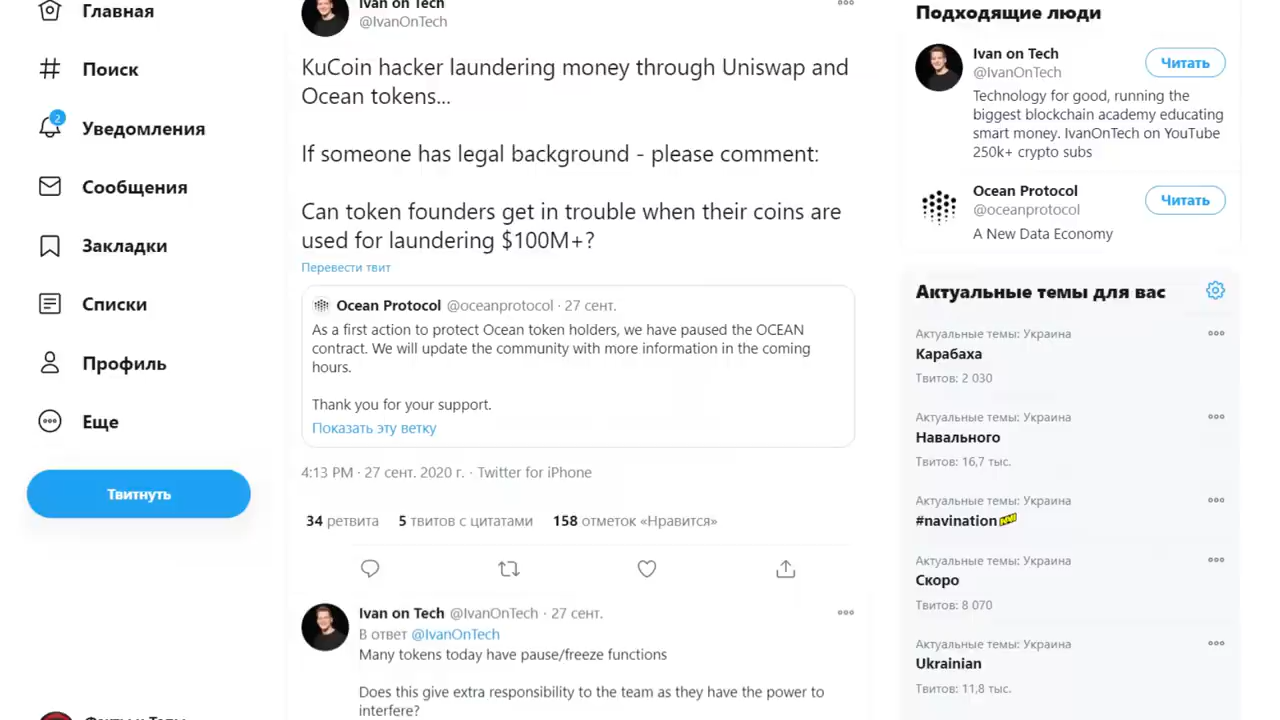 Главная
Поиск
2
Уведомления
Сообщения
Закладки
Списки
Профиль
Еще
Твитнуть
Ivan on Tech
@IvanOnTech
KuCoin hacker laundering money through Uniswap and
Ocean tokens...
If someone has legal background - please comment:
Can token founders get in trouble when their coins are
used for laundering $100M+?
Перевести твит
Ocean Protocol @oceanprotocol · 27 сент.
As a first action to protect Ocean token holders, we have paused the OCEAN
contract. We will update the community with more information in the coming
hours.
Thank you for your support.
Показать эту ветку
4:13 PM · 27 сент. 2020 г. · Twitter for iPhone
34 ретвита 5 твитов с цитатами 158 отметок «Нравится»
Ivan on Tech @IvanOnTech · 27 сент.
В ответ @IvanOnTech
Many tokens today have pause/freeze functions
Does this give extra responsibility to the team as they have the power to
interfere?
Подходящие люди
Ivan on Tech
@IvanOnTech
Читать
Technology for good, running the
biggest blockchain academy educating
smart money. IvanOnTech on YouTube
250k+ crypto subs
Ocean Protocol
@oceanprotocol
Читать
A New Data Economy
Актуальные темы для вас
Актуальные темы: Украина
Карабаха
Твитов: 2 030
Актуальные темы: Украина
Навального
Твитов: 16,7 тыс.
Актуальные темы: Украина
#navination
Актуальные темы: Украина
Скоро
Твитов: 8 070
Актуальные темы: Украина
Ukrainian
Твитов: 11,8 тыс.